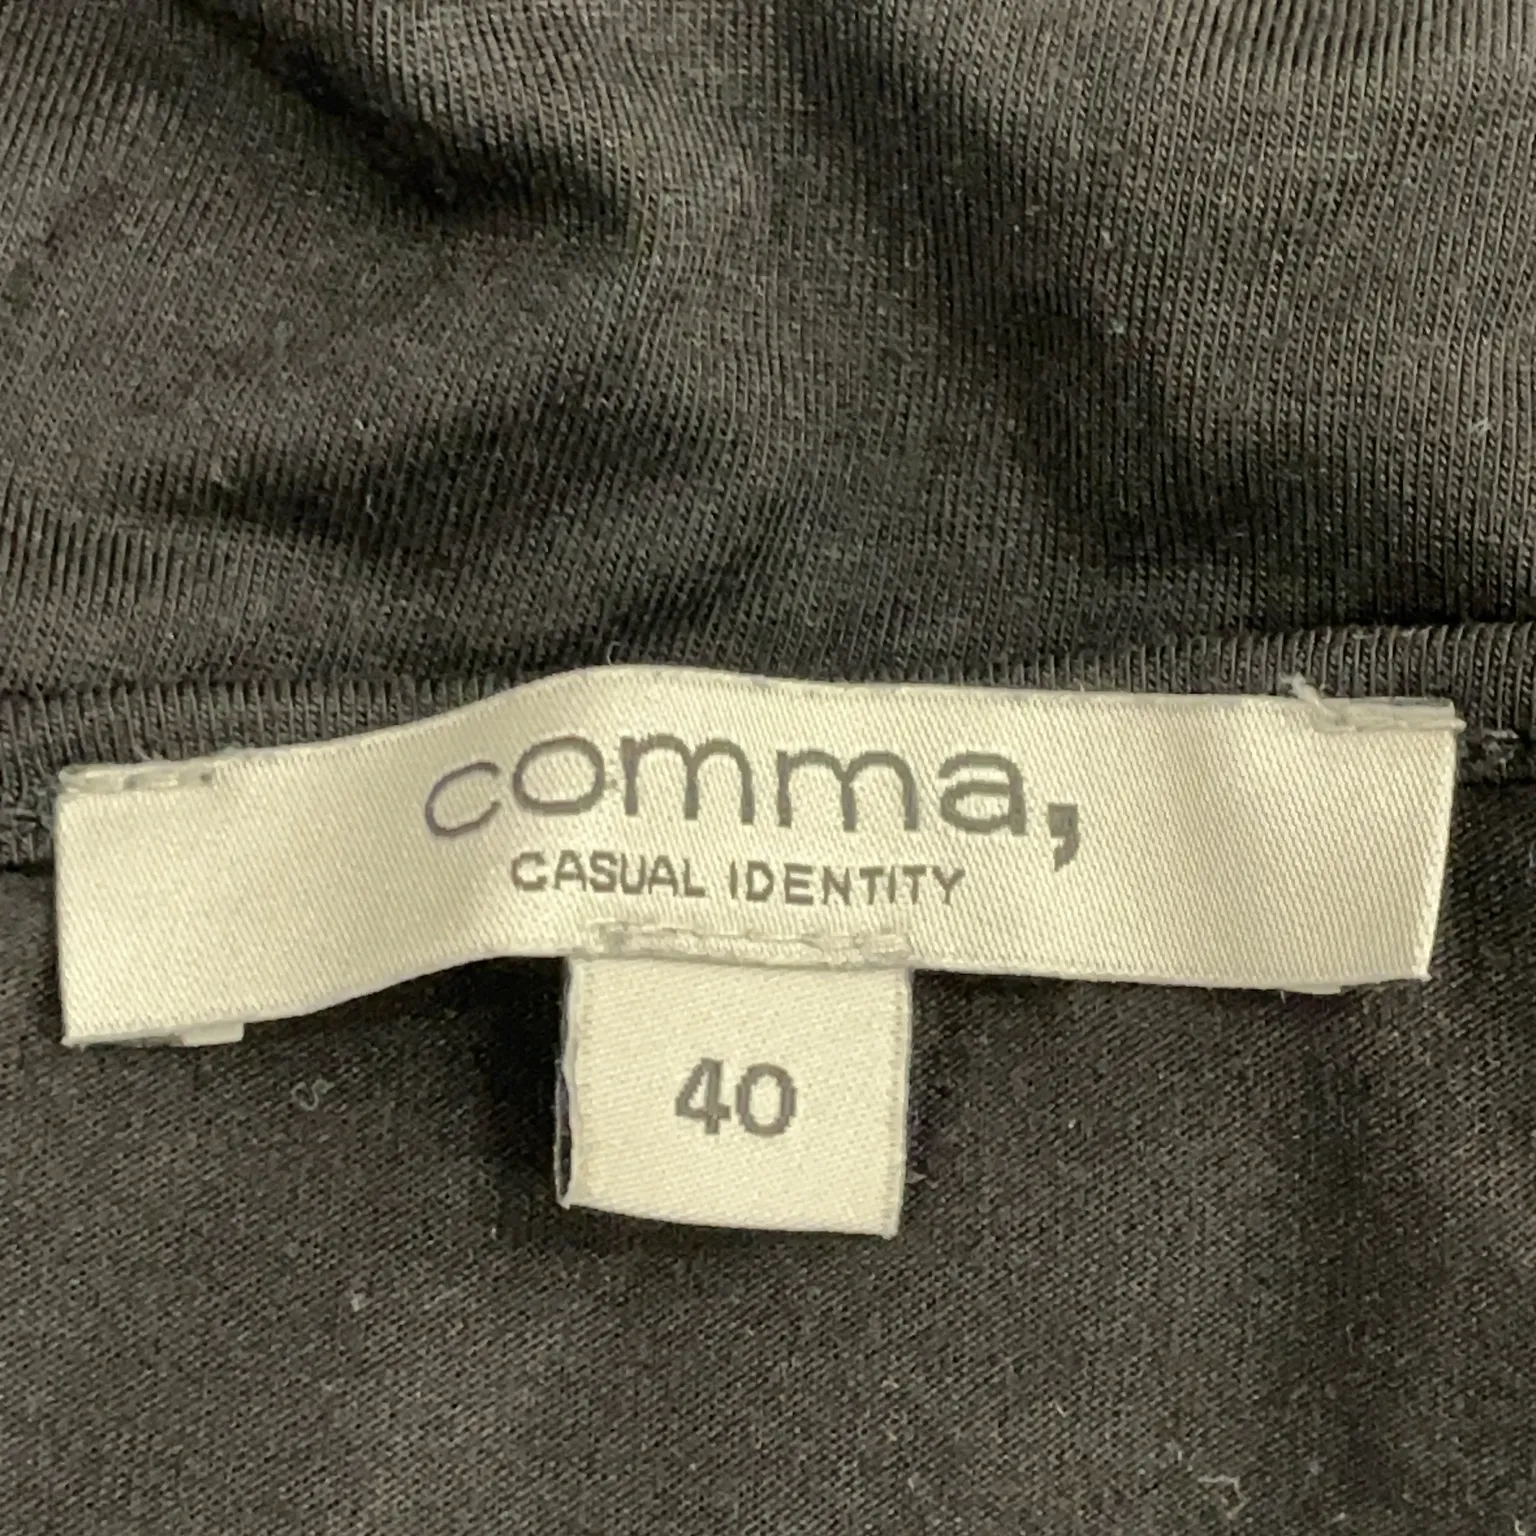 comma,
CASUAL IDENTITY
40